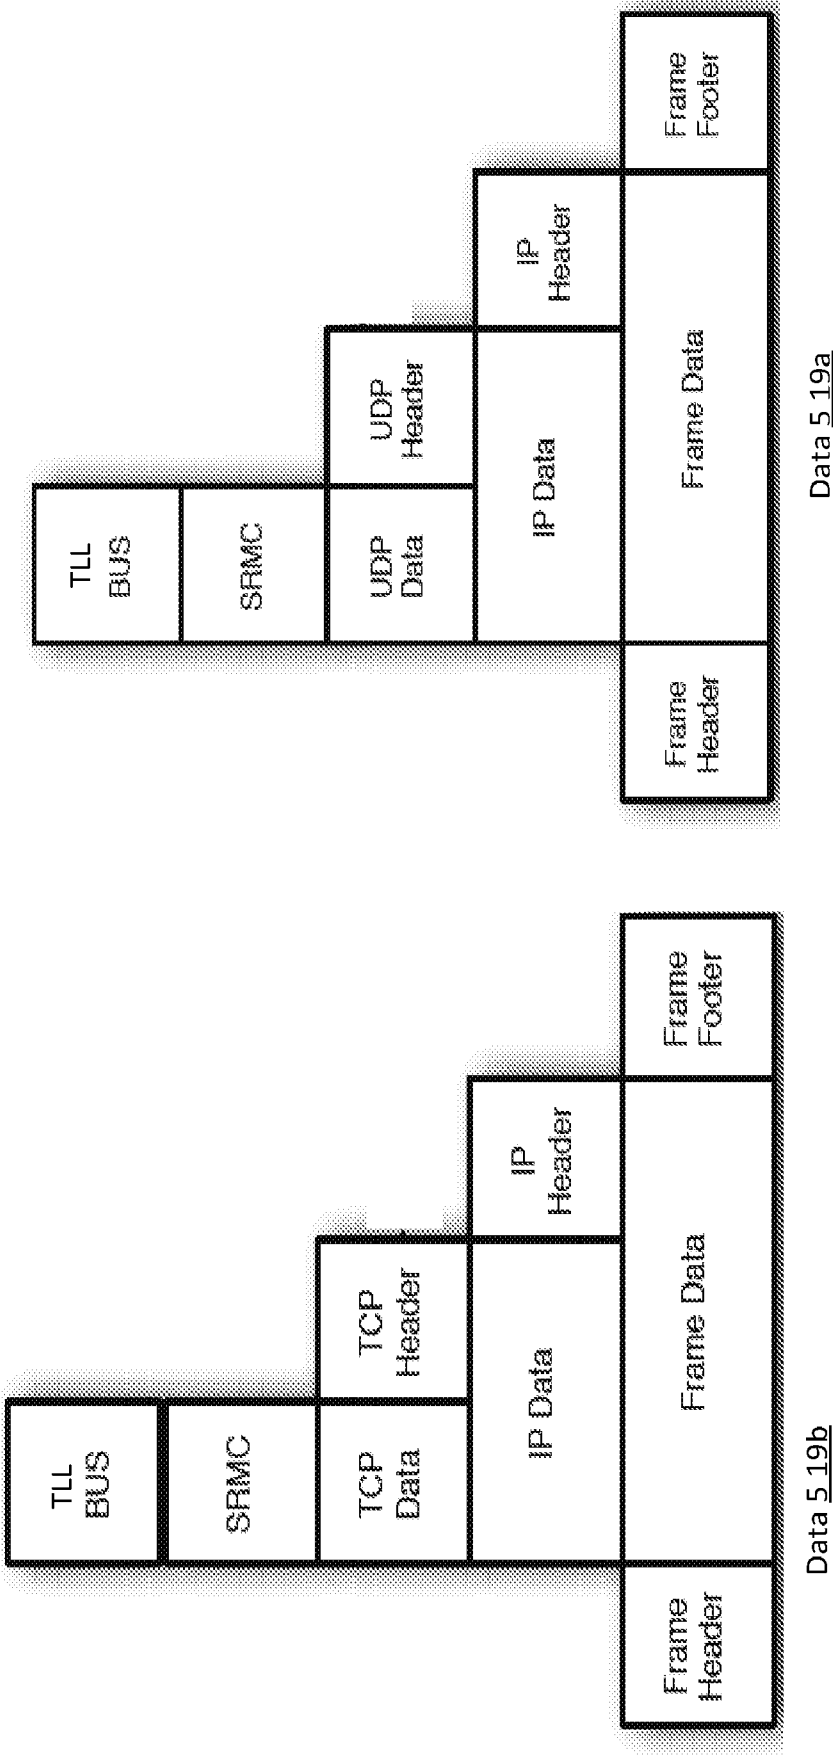 TLL
BUS
SRMC
TCP
Data
TCP
Header
IP Data
IP
Header
Frame
Header
Frame Data
Frame
Footer
Data 5 19b
TLL
BUS
SRMC
UDP
Data
UDP
Header
IP Data
IP
Header
Frame
Header
Frame Data
Frame
Footer
Data 5 19a